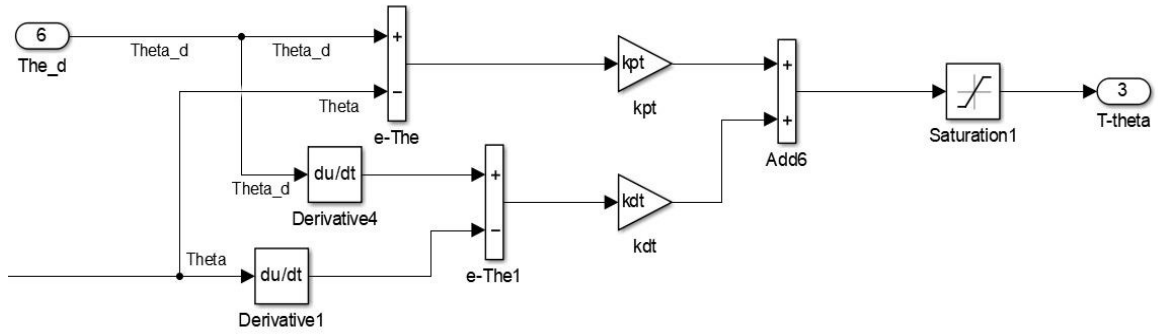 6
The_d
Theta_d
Theta_d
+
−
Theta
e-The
kpt
kpt
+
+
Add6
Saturation1
3
T-theta
Theta_d
du/dt
Derivative4
+
−
e-The1
kdt
kdt
Theta
du/dt
Derivative1